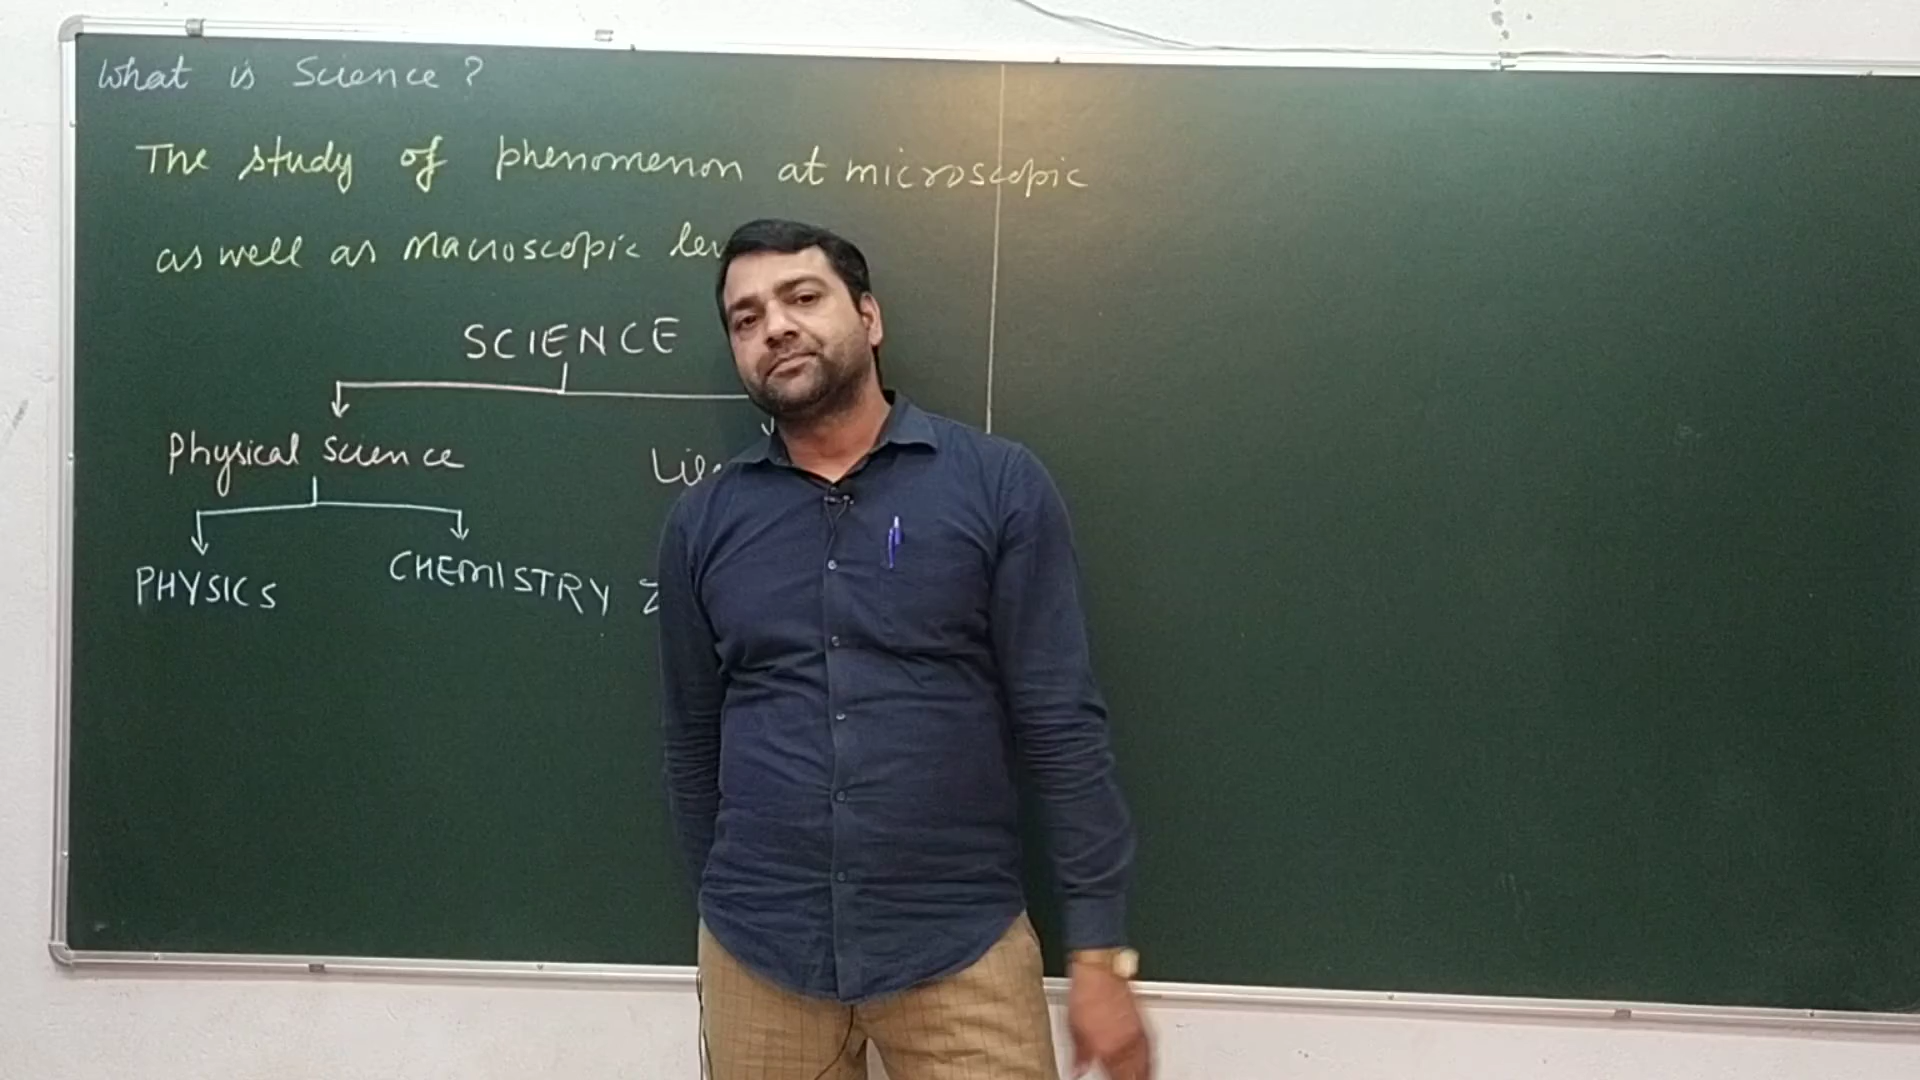 What is Science?
The study of phenomenon at microscopic
as well as Macroscopic
SCIENCE
Physical Science
PHYSICS CHEMISTRY